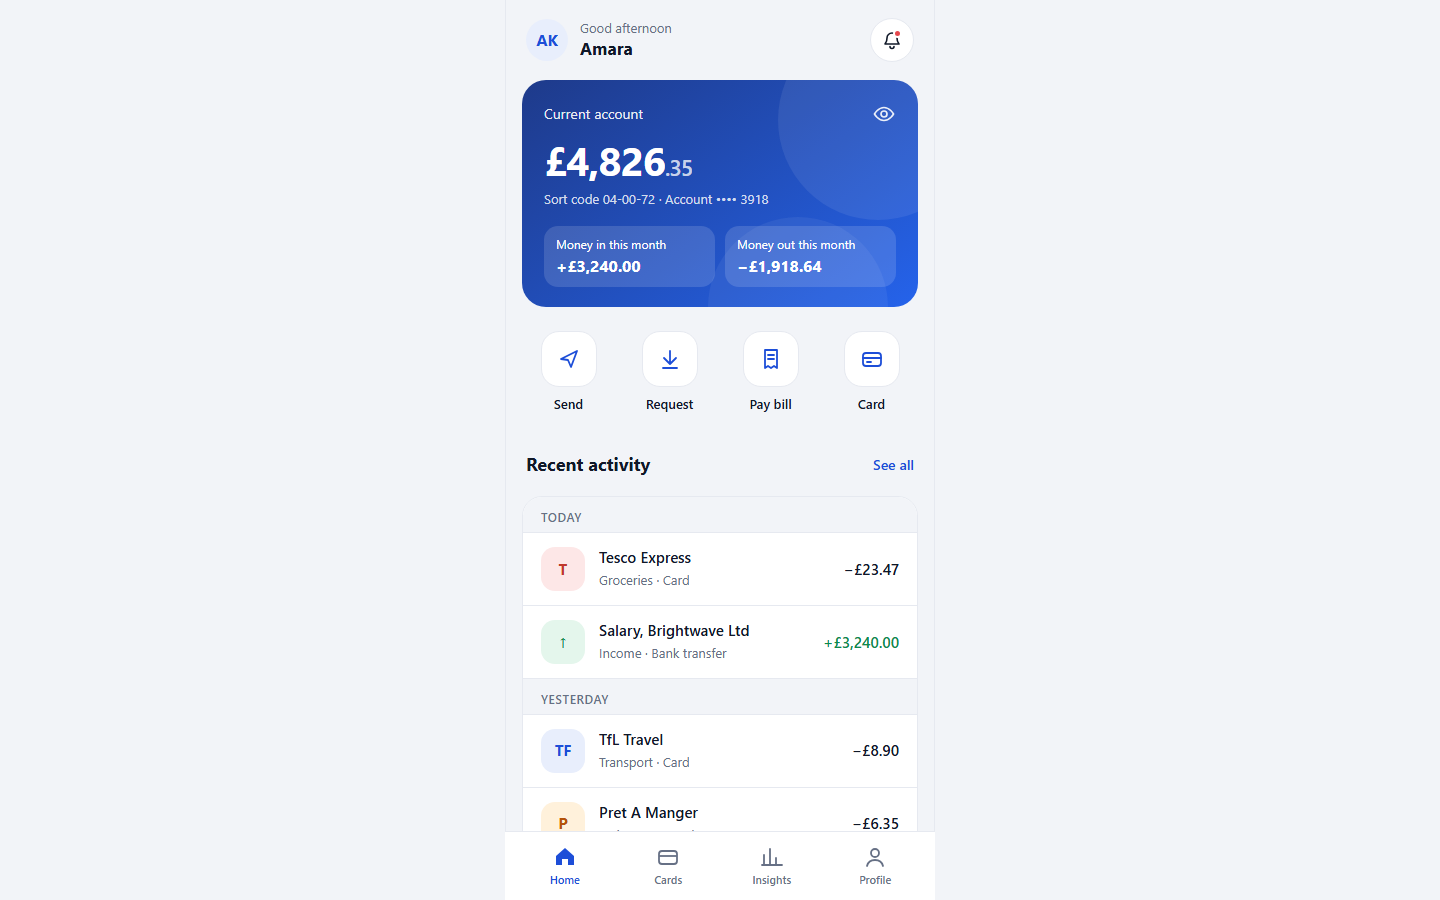 AK
Good afternoon
Amara
Current account
£4,826.35
Sort code 04-00-72 · Account •••• 3918
Money in this month
+£3,240.00
Money out this month
−£1,918.64
Send
Request
Pay bill
Card
Recent activity
See all
TODAY
T
Tesco Express
Groceries · Card
−£23.47
↑
Salary, Brightwave Ltd
Income · Bank transfer
+£3,240.00
YESTERDAY
TF
TfL Travel
Transport · Card
−£8.90
P
Pret A Manger
−£6.35
Home
Cards
Insights
Profile